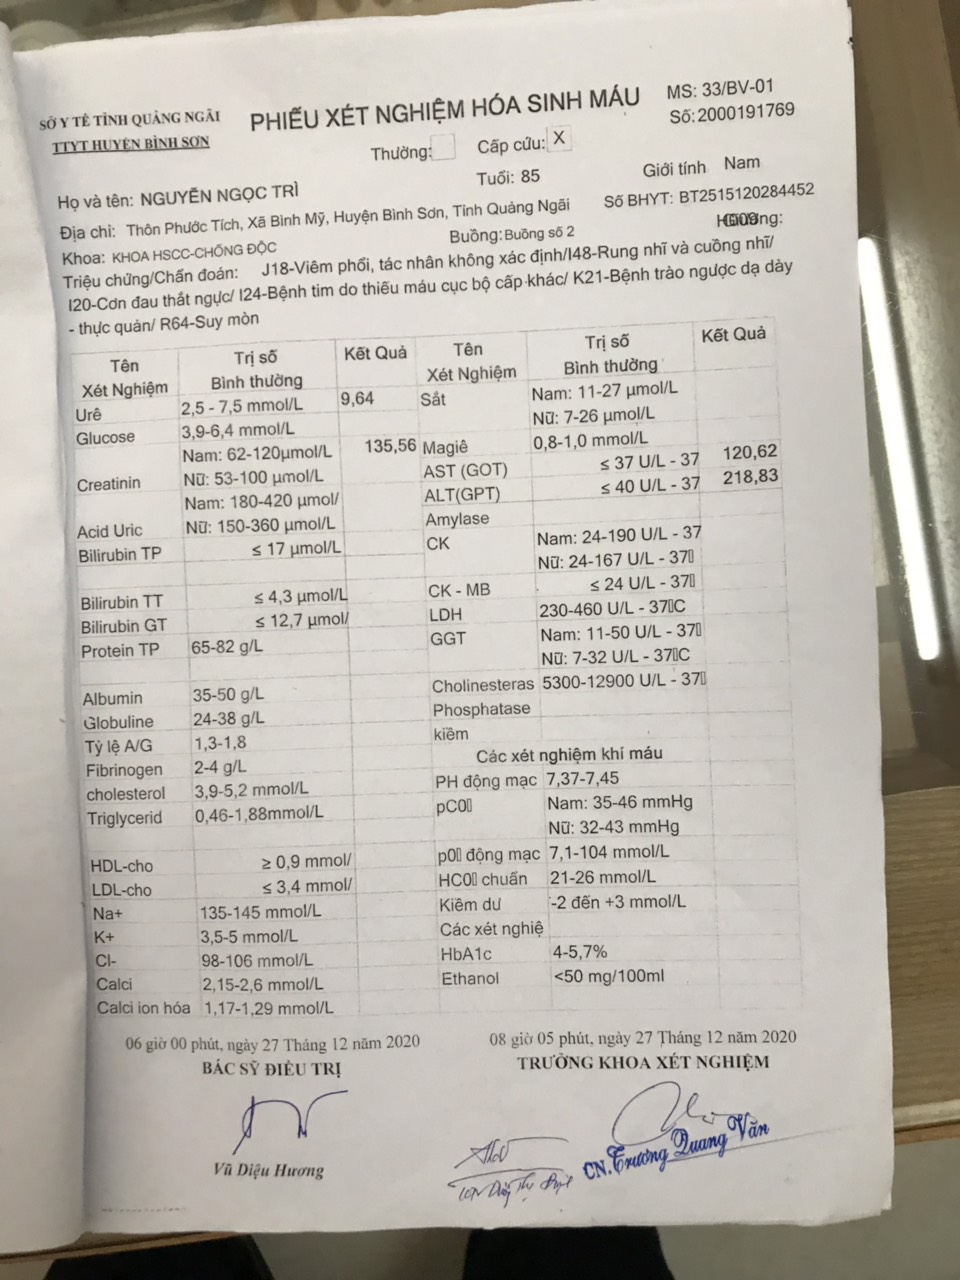 SỞ Y TẾ TỈNH QUẢNG NGÃI
TTYT HUYỆN BÌNH SƠN
PHIẾU XÉT NGHIỆM HÓA SINH MÁU
MS: 33/BV-01
Số: 2000191769
Thường:
Cấp cứu: X
Họ và tên: NGUYỄN NGỌC TRÌ
Tuổi: 85
Giới tính Nam
Địa chỉ: Thôn Phước Tích, Xã Bình Mỹ, Huyện Bình Sơn, Tỉnh Quảng Ngãi
Số BHYT: BT2515120284452
Khoa: KHOA HSCC-CHỐNG ĐỘC
Buồng: Buồng số 2
Triệu chứng/Chẩn đoán: J18-Viêm phổi, tác nhân không xác định/I48-Rung nhĩ và cuồng nhĩ/
I20-Cơn đau thắt ngực/ I24-Bệnh tim do thiếu máu cục bộ cấp khác/ K21-Bệnh trào ngược dạ dày
- thực quản/ R64-Suy mòn
Tên Xét Nghiệm Trị số Bình thường Kết Quả Tên Xét Nghiệm Trị số Bình thường Kết Quả
Urê 2,5 - 7,5 mmol/L 9,64
Glucose 3,9-6,4 mmol/L
Creatinin Nam: 62-120µmol/L 135,56
Nữ: 53-100 µmol/L
Acid Uric Nam: 180-420 µmol/
Nữ: 150-360 µmol/L
Bilirubin TP ≤ 17 µmol/L
Bilirubin TT ≤ 4,3 µmol/L
Bilirubin GT ≤ 12,7 µmol/
Protein TP 65-82 g/L
Albumin 35-50 g/L
Globuline 24-38 g/L
Tỷ lệ A/G 1,3-1,8
Fibrinogen 2-4 g/L
cholesterol 3,9-5,2 mmol/L
Triglycerid 0,46-1,88mmol/L
HDL-cho ≥ 0,9 mmol/
LDL-cho ≤ 3,4 mmol/
Na+ 135-145 mmol/L
K+ 3,5-5 mmol/L
Cl- 98-106 mmol/L
Calci 2,15-2,6 mmol/L
Calci ion hóa 1,17-1,29 mmol/L
Sắt Nam: 11-27 µmol/L
Nữ: 7-26 µmol/L
Magiê 0,8-1,0 mmol/L
AST (GOT) ≤ 37 U/L - 37 120,62
ALT(GPT) ≤ 40 U/L - 37 218,83
Amylase
CK Nam: 24-190 U/L - 37
Nữ: 24-167 U/L - 37
CK - MB ≤ 24 U/L - 37
LDH 230-460 U/L - 37▯C
GGT Nam: 11-50 U/L - 37
Nữ: 7-32 U/L - 37▯C
Cholinesteras 5300-12900 U/L - 37
Phosphatase
kiềm
Các xét nghiệm khí máu
PH động mạc 7,37-7,45
pC0▯ Nam: 35-46 mmHg
Nữ: 32-43 mmHg
p0▯ động mạc 7,1-104 mmol/L
HC0▯ chuẩn 21-26 mmol/L
Kiềm dư -2 đến +3 mmol/L
Các xét nghiệ
HbA1c 4-5,7%
Ethanol <50 mg/100ml
06 giờ 00 phút, ngày 27 Tháng 12 năm 2020
BÁC SỸ ĐIỀU TRỊ
Vũ Diệu Hương
08 giờ 05 phút, ngày 27 Tháng 12 năm 2020
TRƯỞNG KHOA XÉT NGHIỆM
CN. Trương Quang Văn